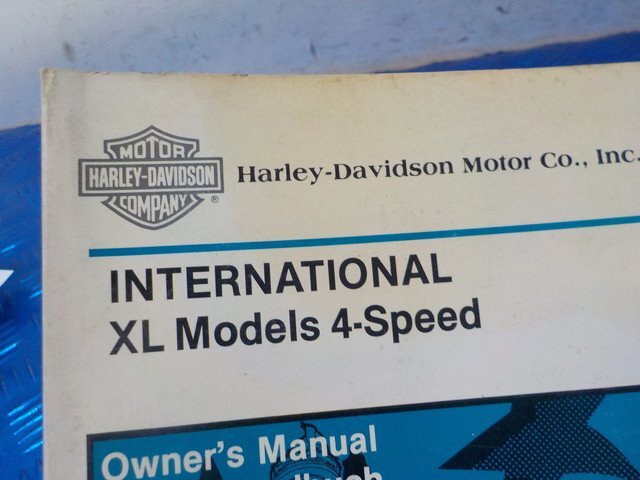 MOTOR
HARLEY-DAVIDSON
COMPANY
®
Harley-Davidson Motor Co., Inc.
INTERNATIONAL
XL Models 4-Speed
Owner's Manual